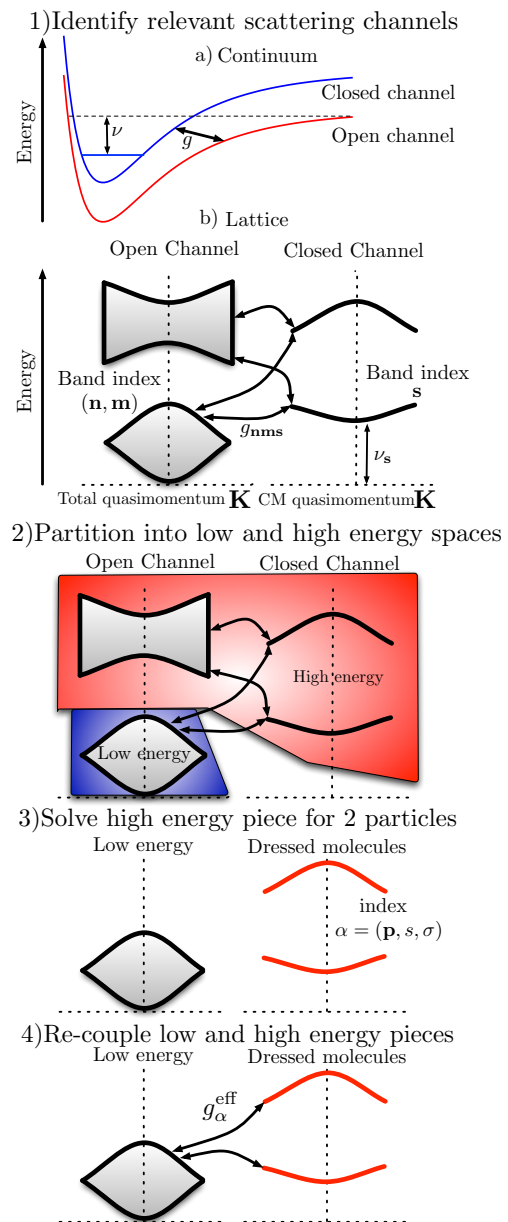 1)Identify relevant scattering channels
a) Continuum
Energy
ν
g
Closed channel
Open channel
b) Lattice
Open Channel Closed Channel
Energy
Band index
(n, m)
g_nms
Band index
s
ν_s
Total quasimomentum K CM quasimomentum K
2)Partition into low and high energy spaces
Open Channel Closed Channel
High energy
Low energy
3)Solve high energy piece for 2 particles
Low energy Dressed molecules
index
α = (p, s, σ)
4)Re-couple low and high energy pieces
Low energy Dressed molecules
g_α^eff